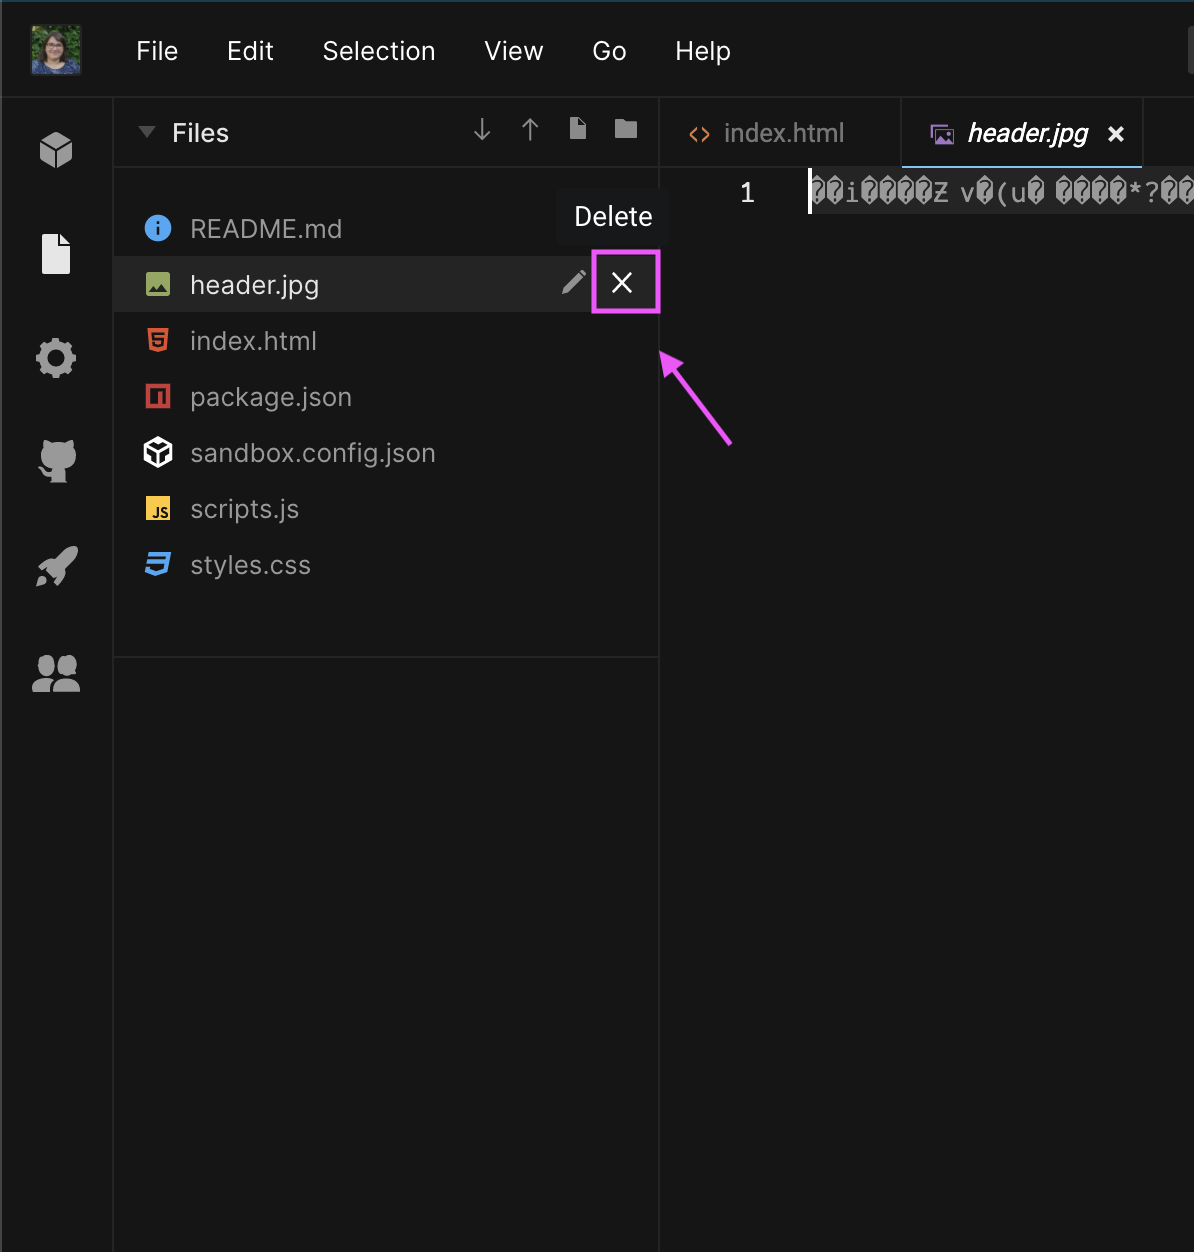 File Edit Selection View Go Help
Files
index.html
header.jpg
1
��i����Ƶ v�(u� ����*?��
Delete
README.md
header.jpg
index.html
package.json
sandbox.config.json
JS scripts.js
styles.css